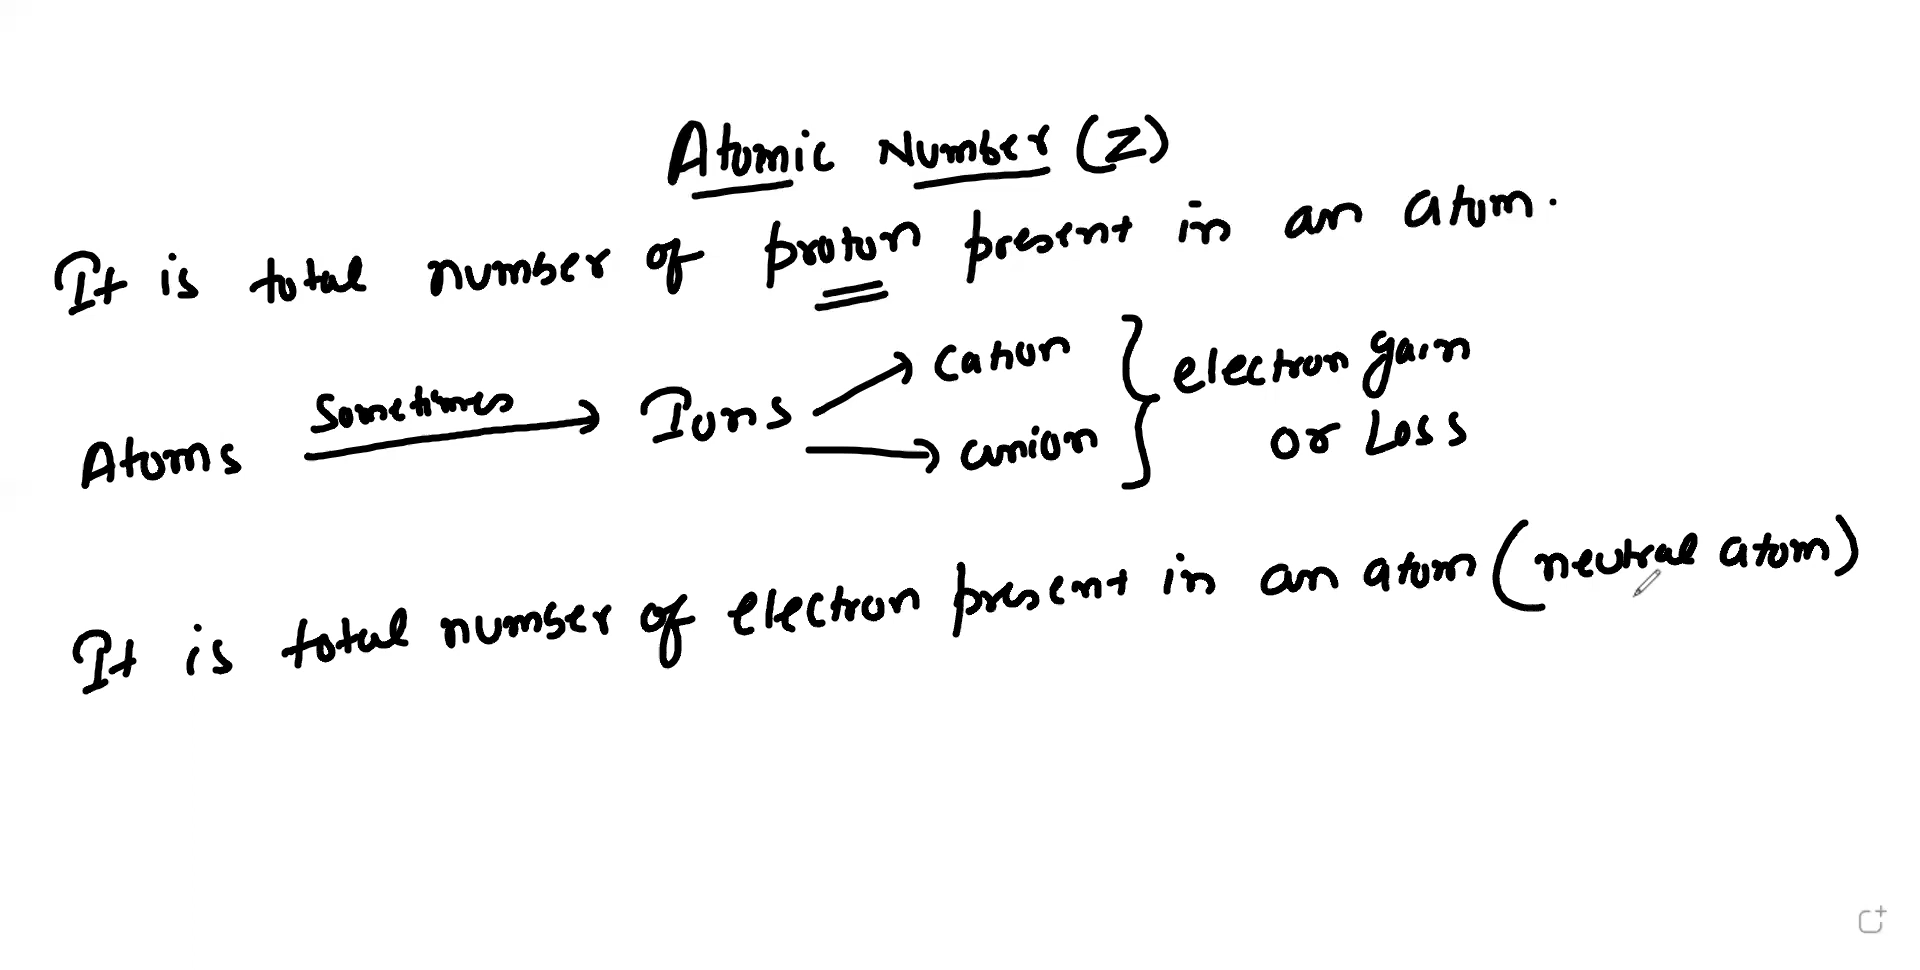 Atomic Number (Z)
It is total number of proton present in an atom.
Atoms Sometimes → Ions → Cation } electron gain
→ anion or Loss
It is total number of electron present in an atom (neutral atom)